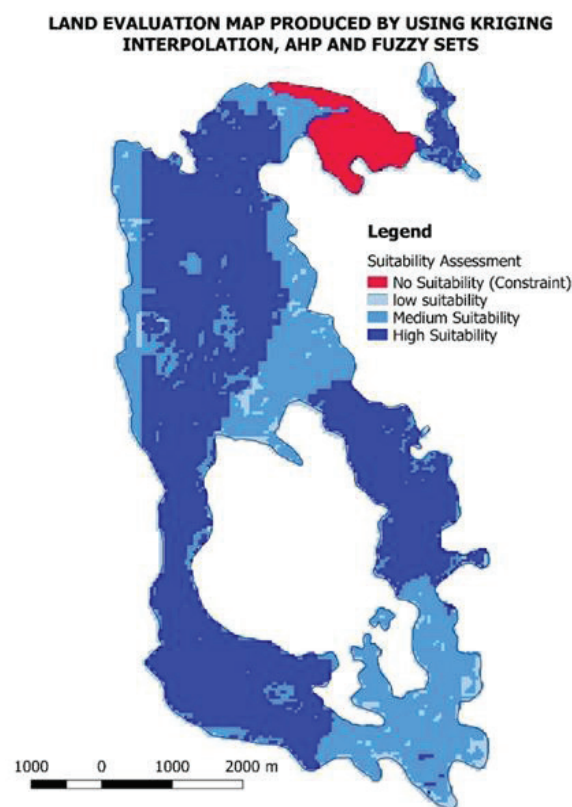 LAND EVALUATION MAP PRODUCED BY USING KRIGING
INTERPOLATION, AHP AND FUZZY SETS
Legend
Suitability Assessment
No Suitability (Constraint)
low suitability
Medium Suitability
High Suitability
1000 0 1000 2000 m